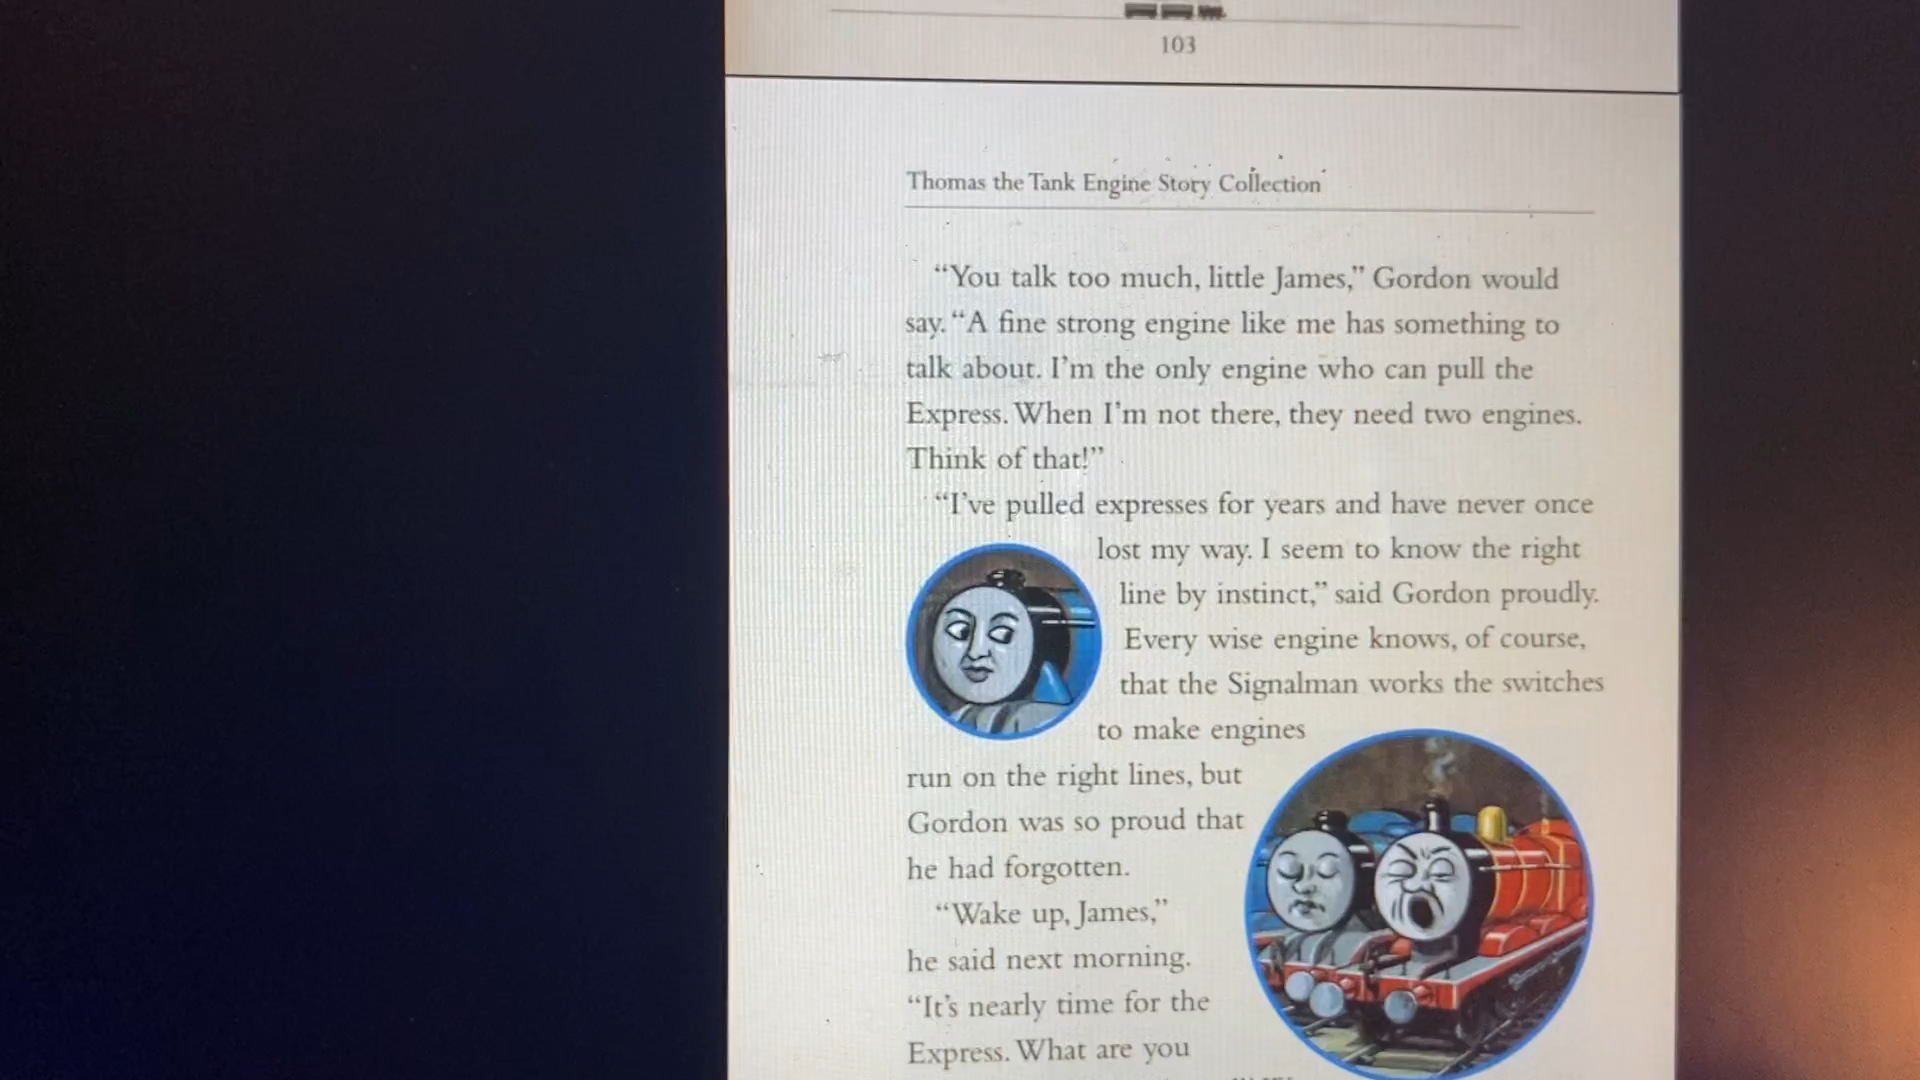 103
Thomas the Tank Engine Story Collection
“You talk too much, little James,” Gordon would
say. “A fine strong engine like me has something to
talk about. I’m the only engine who can pull the
Express. When I’m not there, they need two engines.
Think of that!”
“I’ve pulled expresses for years and have never once
lost my way. I seem to know the right
line by instinct,” said Gordon proudly.
Every wise engine knows, of course,
that the Signalman works the switches
to make engines
run on the right lines, but
Gordon was so proud that
he had forgotten.
“Wake up, James,”
he said next morning.
“It’s nearly time for the
Express. What are you